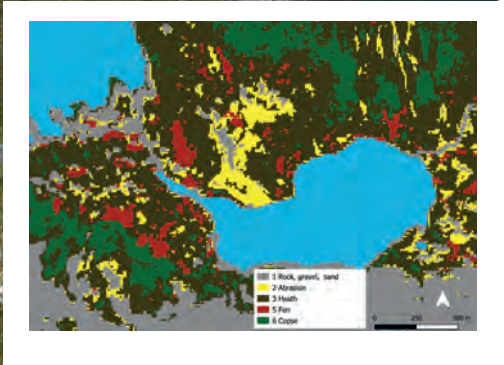 1 Rock, gravel, sand
2 Abrasion
3 Heath
5 Fen
6 Copse
0 250 500 m